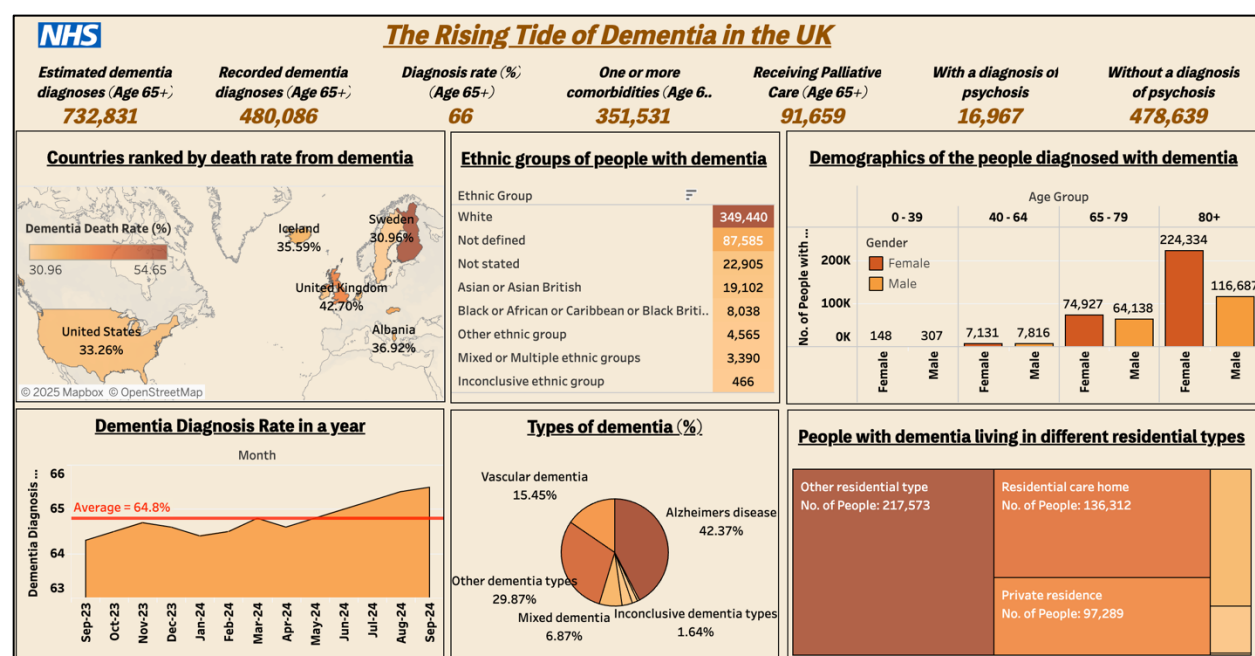 NHS
The Rising Tide of Dementia in the UK
Estimated dementia
diagnoses (Age 65+)
732,831
Recorded dementia
diagnoses (Age 65+)
480,086
Diagnosis rate (%)
(Age 65+)
66
One or more
comorbidities (Age 6..
351,531
Receiving Palliative
Care (Age 65+)
91,659
With a diagnosis of
psychosis
16,967
Without a diagnosis
of psychosis
478,639
Countries ranked by death rate from dementia
Dementia Death Rate (%)
30.96 54.65
Iceland
35.59%
Sweden
30.96%
United Kingdom
42.70%
United States
33.26%
Albania
36.92%
© 2025 Mapbox © OpenStreetMap
Ethnic groups of people with dementia
Ethnic Group
White 349,440
Not defined 87,585
Not stated 22,905
Asian or Asian British 19,102
Black or African or Caribbean or Black Briti.. 8,038
Other ethnic group 4,565
Mixed or Multiple ethnic groups 3,390
Inconclusive ethnic group 466
Demographics of the people diagnosed with dementia
Age Group
0 - 39 40 - 64 65 - 79 80+
No. of People with ...
200K
100K
0K
Gender
Female
Male
148 307 7,131 7,816 74,927 64,138 224,334 116,687
Female Male Female Male Female Male Female Male
Dementia Diagnosis Rate in a year
Month
Dementia Diagnosis ...
66
65
64
63
Average = 64.8%
Sep-23 Oct-23 Nov-23 Dec-23 Jan-24 Feb-24 Mar-24 Apr-24 May-24 Jun-24 Jul-24 Aug-24 Sep-24
Types of dementia (%)
Vascular dementia
15.45%
Alzheimers disease
42.37%
Other dementia types
29.87%
Mixed dementia
6.87%
Inconclusive dementia types
1.64%
People with dementia living in different residential types
Other residential type
No. of People: 217,573
Residential care home
No. of People: 136,312
Private residence
No. of People: 97,289